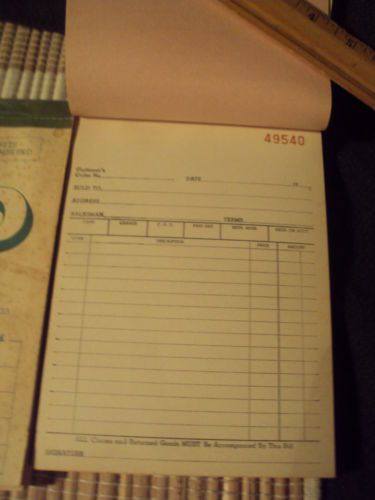 49540
Customer's
Order No. DATE 19
SOLD TO
ADDRESS
SALESMAN TERMS
CASH CHARGE C. O. D. PAID OUT MDSE. RETD. RECD. ON ACCT.
QUAN. DESCRIPTION PRICE AMOUNT
ALL Claims and Returned Goods MUST Be Accompanied By This Bill
SIGNATURE